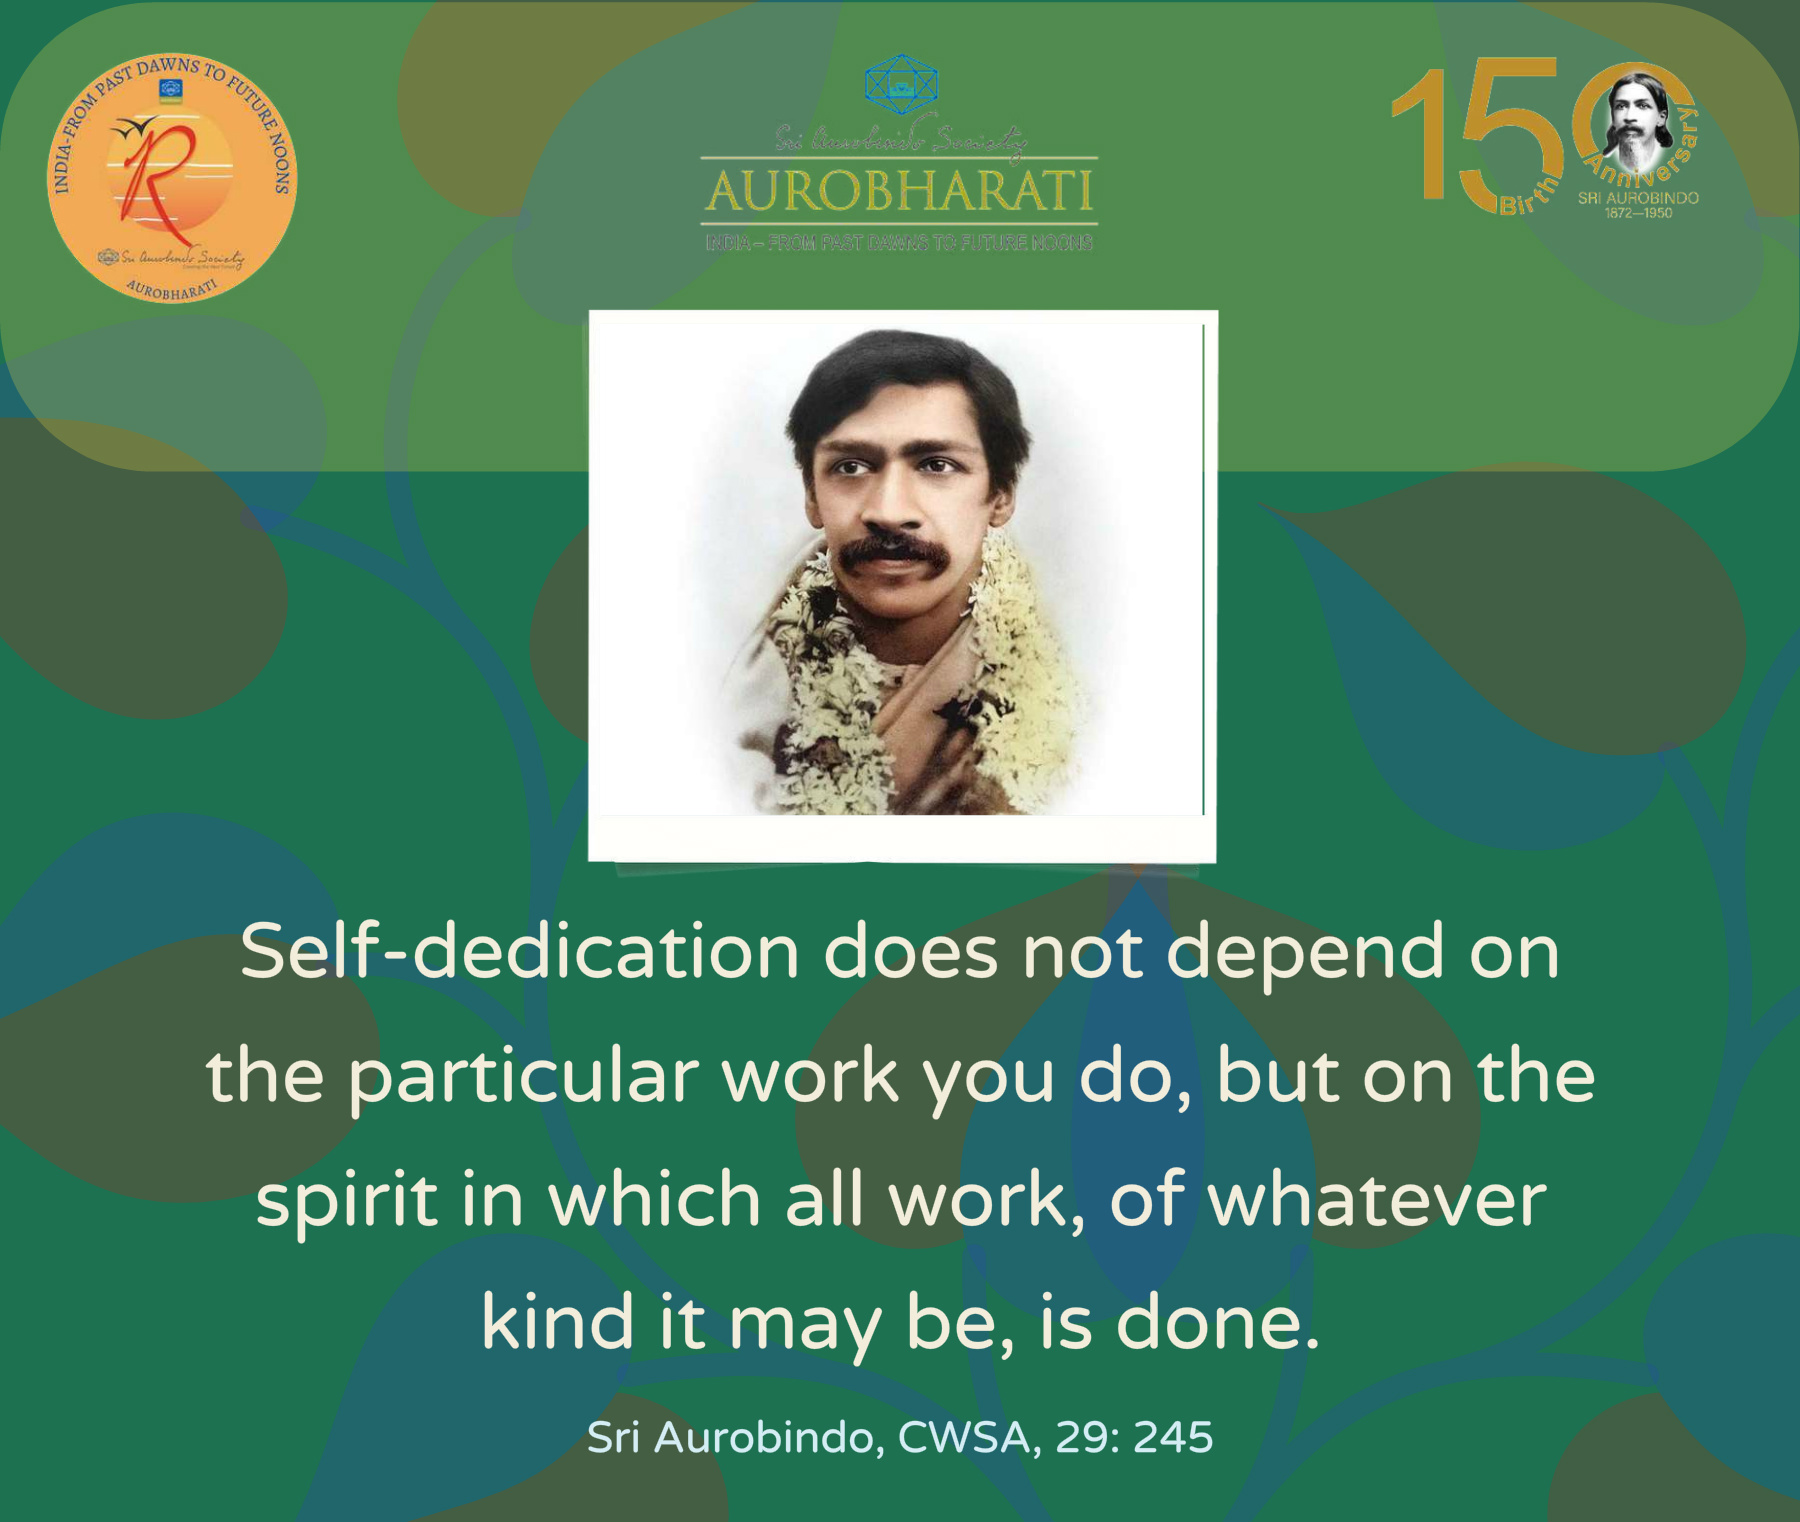 INDIA-FROM PAST DAWNS TO FUTURE NOONS
R
Sri Aurobindo Society
AUROBHARATI
Sri Aurobindo Society
AUROBHARATI
INDIA – FROM PAST DAWNS TO FUTURE NOONS
150
Birth Anniversary
SRI AUROBINDO
1872—1950
Self-dedication does not depend on
the particular work you do, but on the
spirit in which all work, of whatever
kind it may be, is done.
Sri Aurobindo, CWSA, 29: 245